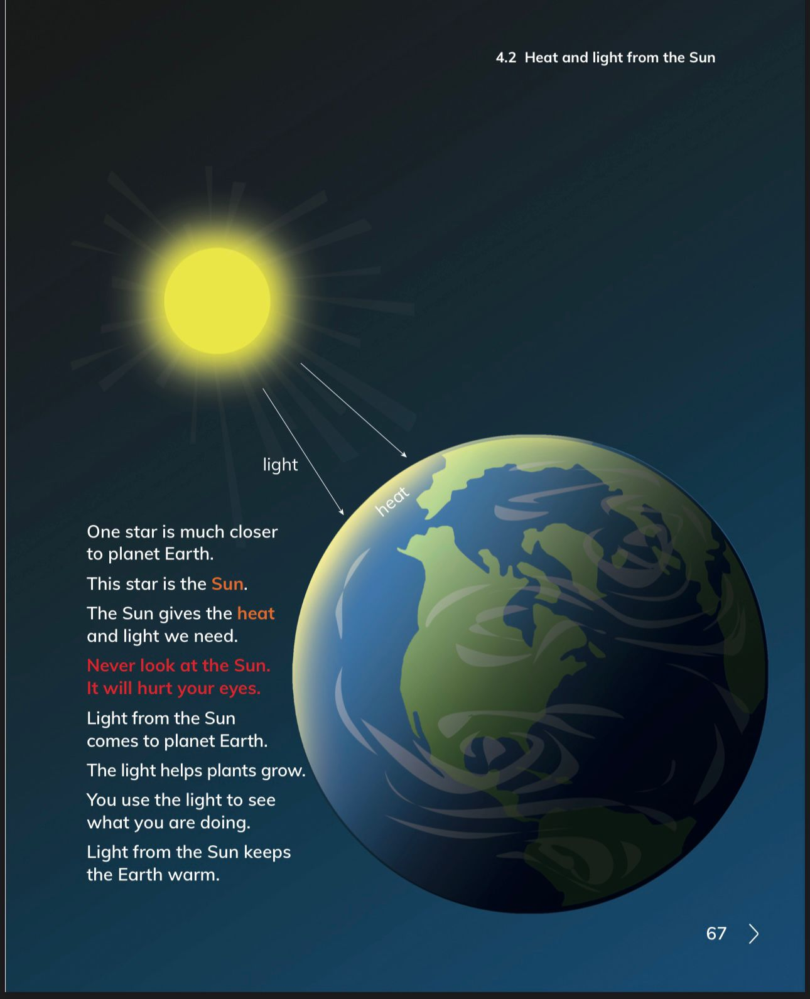 4.2 Heat and light from the Sun
light
heat
One star is much closer
to planet Earth.
This star is the Sun.
The Sun gives the heat
and light we need.
Never look at the Sun.
It will hurt your eyes.
Light from the Sun
comes to planet Earth.
The light helps plants grow.
You use the light to see
what you are doing.
Light from the Sun keeps
the Earth warm.
67